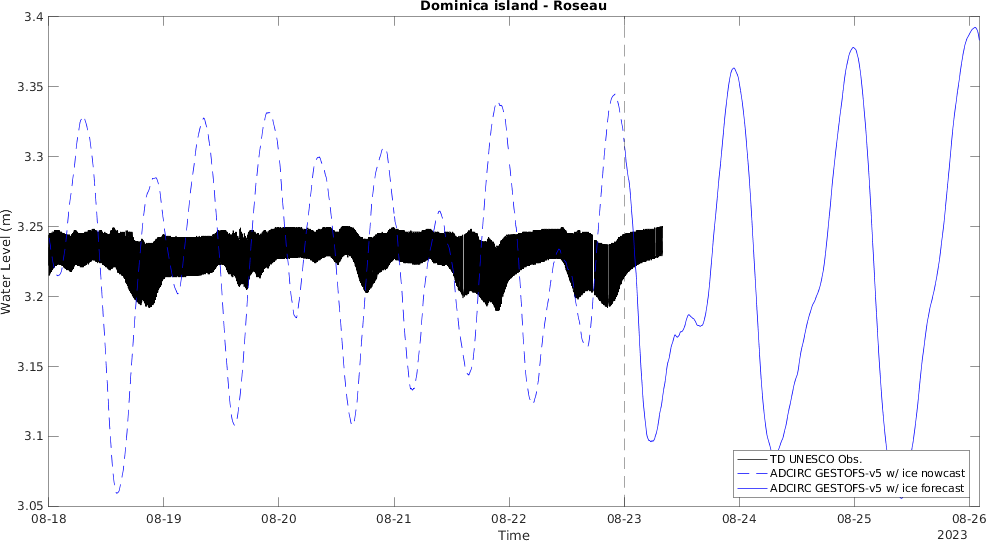 Dominica island - Roseau
3.4
3.35
3.3
3.25
3.2
3.15
3.1
3.05
Water Level (m)
TD UNESCO Obs.
ADCIRC GESTOFS-v5 w/ ice nowcast
ADCIRC GESTOFS-v5 w/ ice forecast
08-18 08-19 08-20 08-21 08-22 08-23 08-24 08-25 08-26
Time
2023